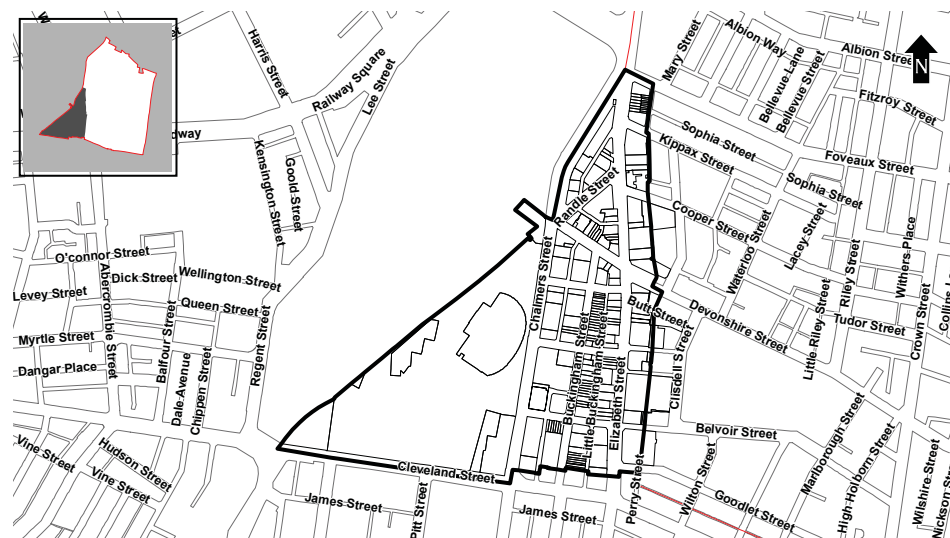 Harris Street
Railway Square
Lee Street
Mary Street
Albion Way
Bellevue Lane
Bellevue Street
Albion Street
N
Fitzroy Street
Kensington Street
Goold Street
Sophia Street
Kippax Street
Foveaux Street
Sophia Street
Randle Street
Cooper Street
Waterloo Street
Lacey Street
Riley Street
Withers Place
O'connor Street
Dick Street
Wellington Street
Levey Street
Abercrombie Street
Queen Street
Chalmers Street
Butt Street
Devonshire Street
Little Riley Street
Tudor Street
Crown Street
Myrtle Street
Balfour Street
Regent Street
Dangar Place
Dale Avenue
Chippen Street
Buckingham Street
Little Buckingham Street
Elizabeth Street
Clisdell Street
Belvoir Street
Marlborough Street
High Holborn Street
Vine Street
Hudson Street
Vine Street
Cleveland Street
James Street
Pitt Street
James Street
Perry Street
Wilton Street
Goodlet Street
Wilshire Street